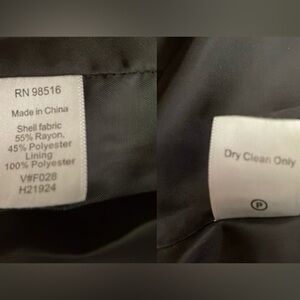 RN 98516
Made in China
Shell fabric
55% Rayon,
45% Polyester
Lining
100% Polyester
V#F028
H21924
Dry Clean Only
P